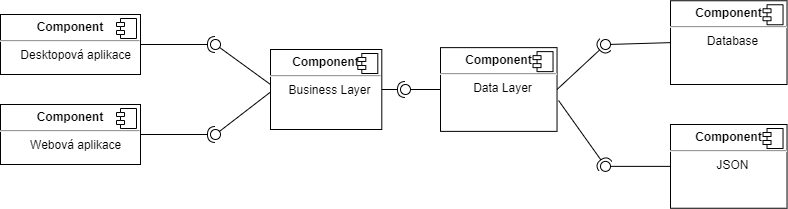 Component
Desktopová aplikace
Component
Webová aplikace
Component
Business Layer
Component
Data Layer
Component
Database
Component
JSON